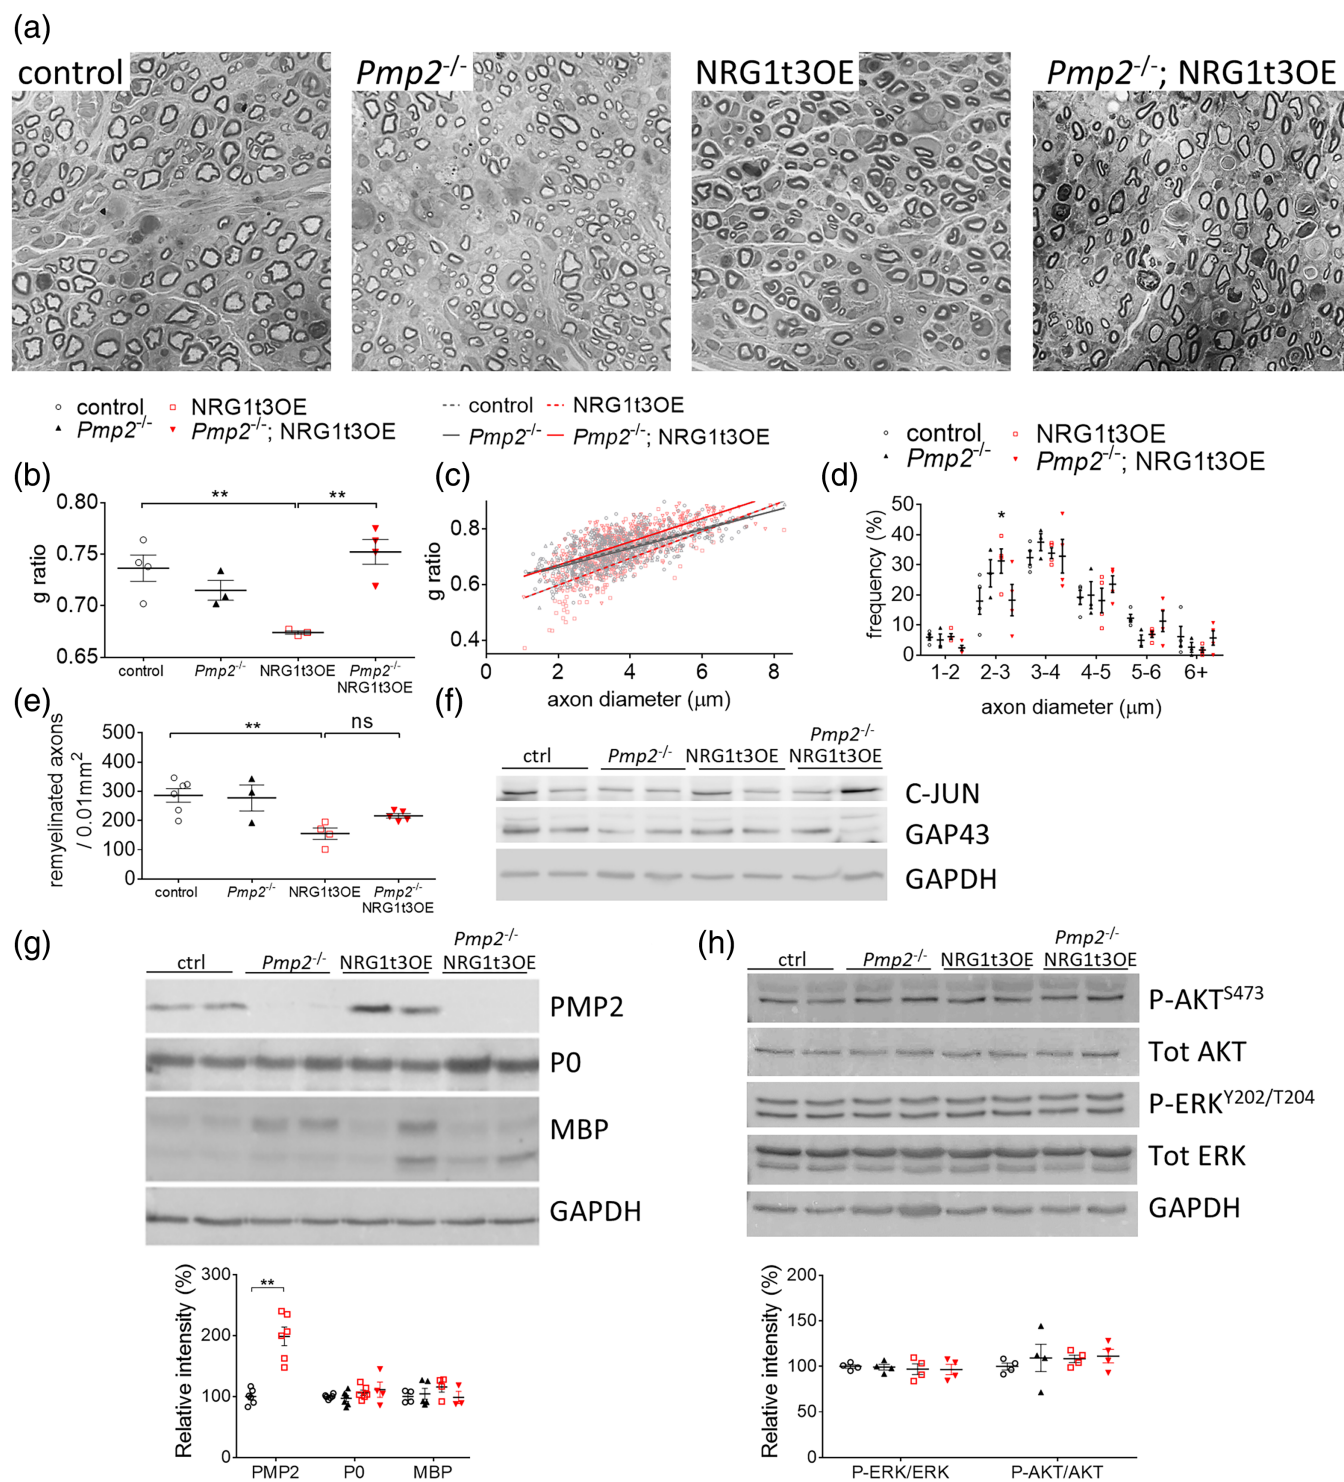 (a)
control
Pmp2-/-
NRG1t3OE
Pmp2-/-; NRG1t3OE
control
NRG1t3OE
Pmp2-/-
Pmp2-/-; NRG1t3OE
control
NRG1t3OE
Pmp2-/-
Pmp2-/-; NRG1t3OE
control
NRG1t3OE
Pmp2-/-
Pmp2-/-; NRG1t3OE
(b)
0.80
0.75
0.70
0.65
g ratio
**
**
control
Pmp2-/-
NRG1t3OE
Pmp2-/-
NRG1t3OE
(c)
0.8
0.6
0.4
g ratio
0
2
4
6
8
axon diameter (μm)
(d)
50
40
30
20
10
0
frequency (%)
*
1-2
2-3
3-4
4-5
5-6
6+
axon diameter (μm)
(e)
remyelinated axons
/ 0.01mm2
500
400
300
200
100
0
**
ns
control
Pmp2-/-
NRG1t3OE
Pmp2-/-
NRG1t3OE
(f)
ctrl
Pmp2-/-
NRG1t3OE
Pmp2-/-
NRG1t3OE
C-JUN
GAP43
GAPDH
(g)
ctrl
Pmp2-/-
NRG1t3OE
Pmp2-/-
NRG1t3OE
PMP2
P0
MBP
GAPDH
Relative intensity (%)
300
200
100
0
**
PMP2
P0
MBP
(h)
ctrl
Pmp2-/-
NRG1t3OE
Pmp2-/-
NRG1t3OE
P-AKTS473
Tot AKT
P-ERKY202/T204
Tot ERK
GAPDH
Relative intensity (%)
200
150
100
50
0
P-ERK/ERK
P-AKT/AKT